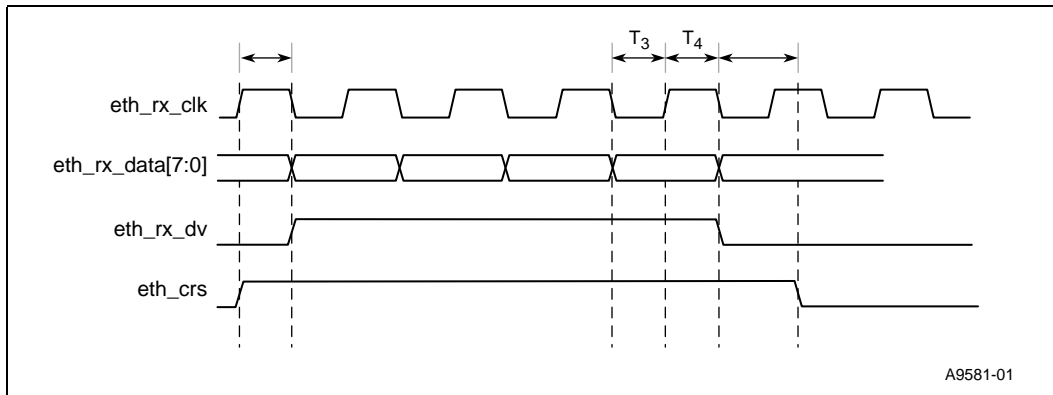 T3 T4
eth_rx_clk
eth_rx_data[7:0]
eth_rx_dv
eth_crs
A9581-01